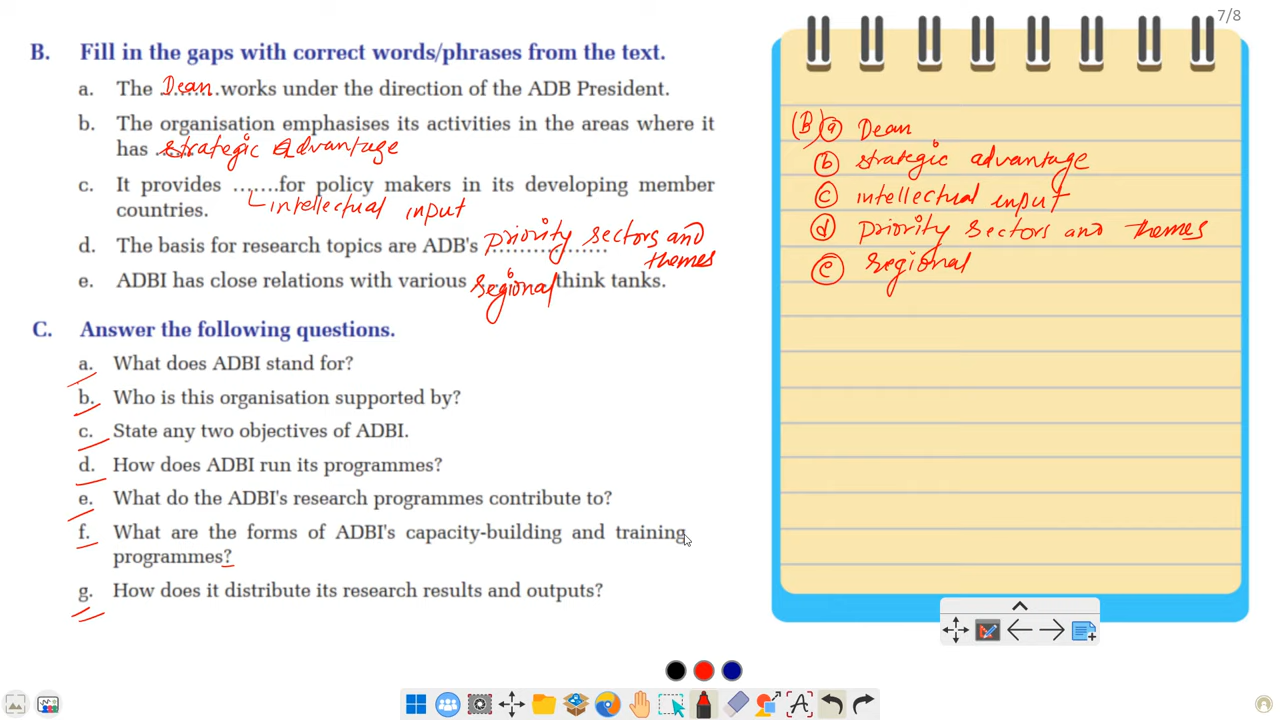 7/8
B. Fill in the gaps with correct words/phrases from the text.
a. The Dean works under the direction of the ADB President.
b. The organisation emphasises its activities in the areas where it
has ..... strategic advantage
c. It provides .......for policy makers in its developing member
countries. intellectual input
d. The basis for research topics are ADB's priority sectors and
themes
e. ADBI has close relations with various regional think tanks.
C. Answer the following questions.
a. What does ADBI stand for?
b. Who is this organisation supported by?
c. State any two objectives of ADBI.
d. How does ADBI run its programmes?
e. What do the ADBI's research programmes contribute to?
f. What are the forms of ADBI's capacity-building and training
programmes?
g. How does it distribute its research results and outputs?
(B) a Dean
b strategic advantage
c intellectual input
d priority sectors and themes
e regional